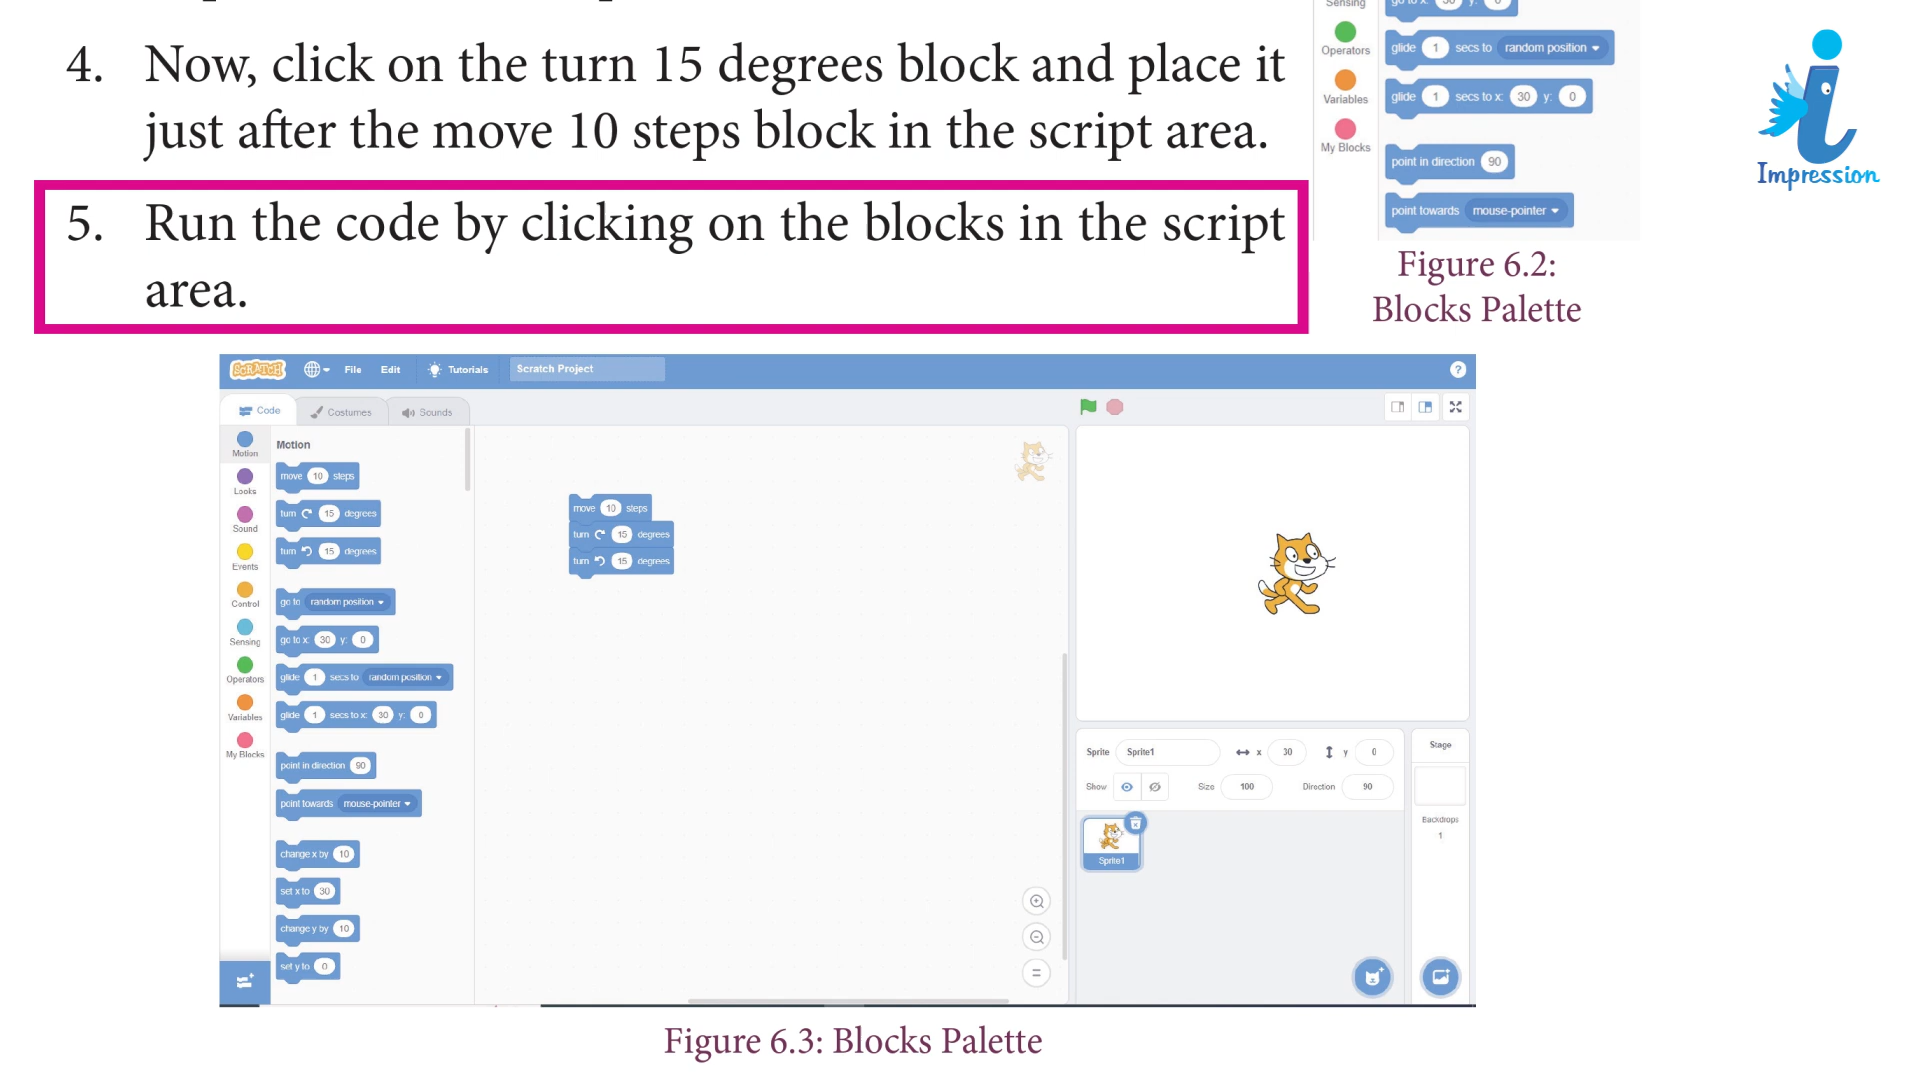 4. Now, click on the turn 15 degrees block and place it
just after the move 10 steps block in the script area.
5. Run the code by clicking on the blocks in the script
area.
Sensing
Operators
Variables
My Blocks
go to x: 30 y: 0
glide 1 secs to random position
glide 1 secs to x: 30 y: 0
point in direction 90
point towards mouse-pointer
Figure 6.2:
Blocks Palette
Impression
SCRATCH File Edit Tutorials Scratch Project ?
Code Costumes Sounds
Motion
Looks
Sound
Events
Control
Sensing
Operators
Variables
My Blocks
Motion
move 10 steps
turn 15 degrees
turn 15 degrees
go to random position
go to x: 30 y: 0
glide 1 secs to random position
glide 1 secs to x: 30 y: 0
point in direction 90
point towards mouse-pointer
change x by 10
set x to 30
change y by 10
set y to 0
move 10 steps
turn 15 degrees
turn 15 degrees
Sprite Sprite1 x 30 y 0
Show Size 100 Direction 90
Sprite1
Stage
Backdrops
1
Figure 6.3: Blocks Palette